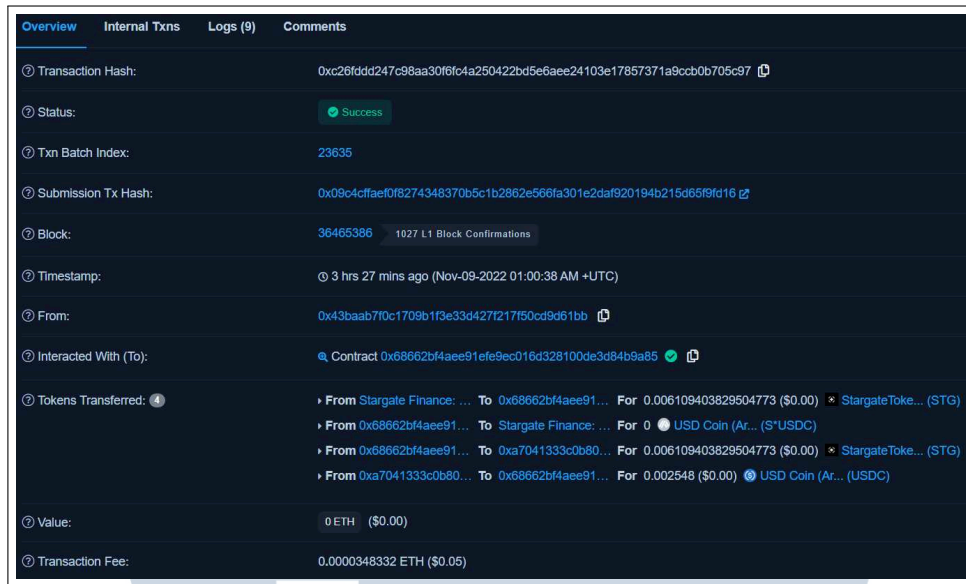 Overview Internal Txns Logs (9) Comments
Transaction Hash: 0xc26fddd247c98aa30f6fc4a250422bd5e6aee24103e17857371a9ccb0b705c97
Status: Success
Txn Batch Index: 23635
Submission Tx Hash: 0x09c4cffaef0f8274348370b5c1b2862e566fa301e2daf920194b215d65f9fd16
Block: 36465386 1027 L1 Block Confirmations
Timestamp: 3 hrs 27 mins ago (Nov-09-2022 01:00:38 AM +UTC)
From: 0x43baab7f0c1709b1f3e33d427f217f50cd9d61bb
Interacted With (To): Contract 0x68662bf4aee91efe9ec016d328100de3d84b9a85
Tokens Transferred: 4 From Stargate Finance: ... To 0x68662bf4aee91... For 0.006109403829504773 ($0.00) StargateToke... (STG)
From 0x68662bf4aee91... To Stargate Finance: ... For 0 USD Coin (Ar... (S*USDC)
From 0x68662bf4aee91... To 0xa7041333c0b80... For 0.006109403829504773 ($0.00) StargateToke... (STG)
From 0xa7041333c0b80... To 0x68662bf4aee91... For 0.002548 ($0.00) USD Coin (Ar... (USDC)
Value: 0 ETH ($0.00)
Transaction Fee: 0.0000348332 ETH ($0.05)